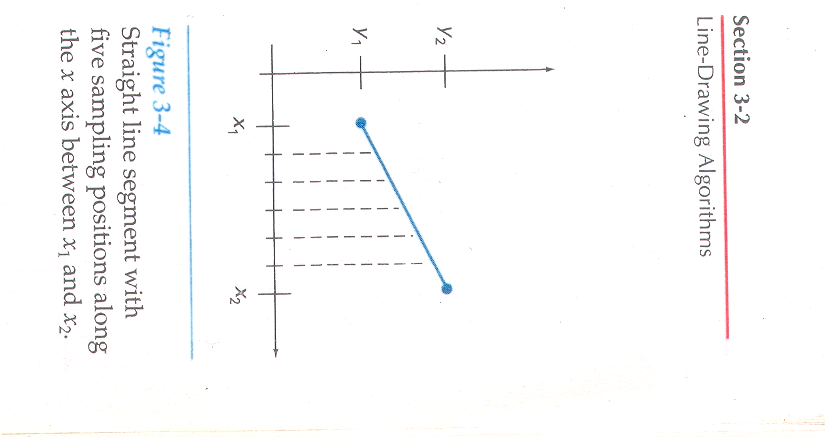 Section 3-2
Line-Drawing Algorithms
y₂
y₁
x₁
x₂
Figure 3-4
Straight line segment with
five sampling positions along
the x axis between x₁ and x₂.